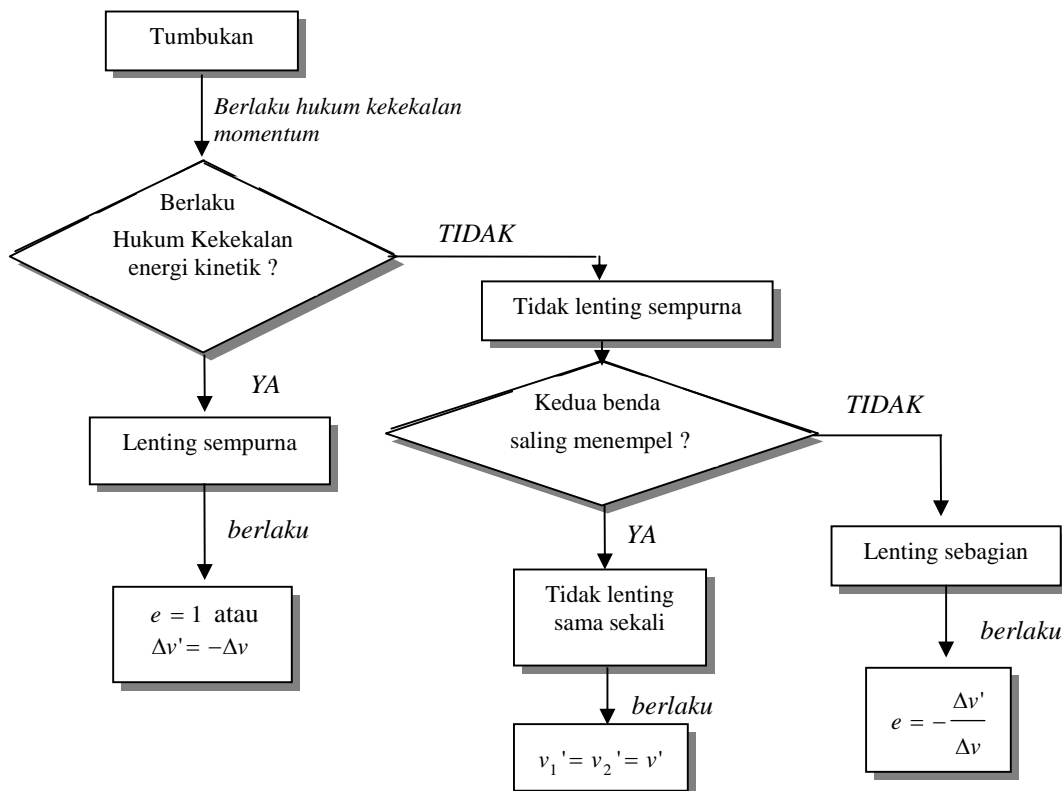 Tumbukan
Berlaku hukum kekekalan
momentum
Berlaku
Hukum Kekekalan
energi kinetik ?
TIDAK
Tidak lenting sempurna
YA
Lenting sempurna
berlaku
e = 1 atau
Δv' = −Δv
Kedua benda
saling menempel ?
TIDAK
YA
Tidak lenting
sama sekali
berlaku
v₁' = v₂' = v'
Lenting sebagian
berlaku
e = − Δv' / Δv